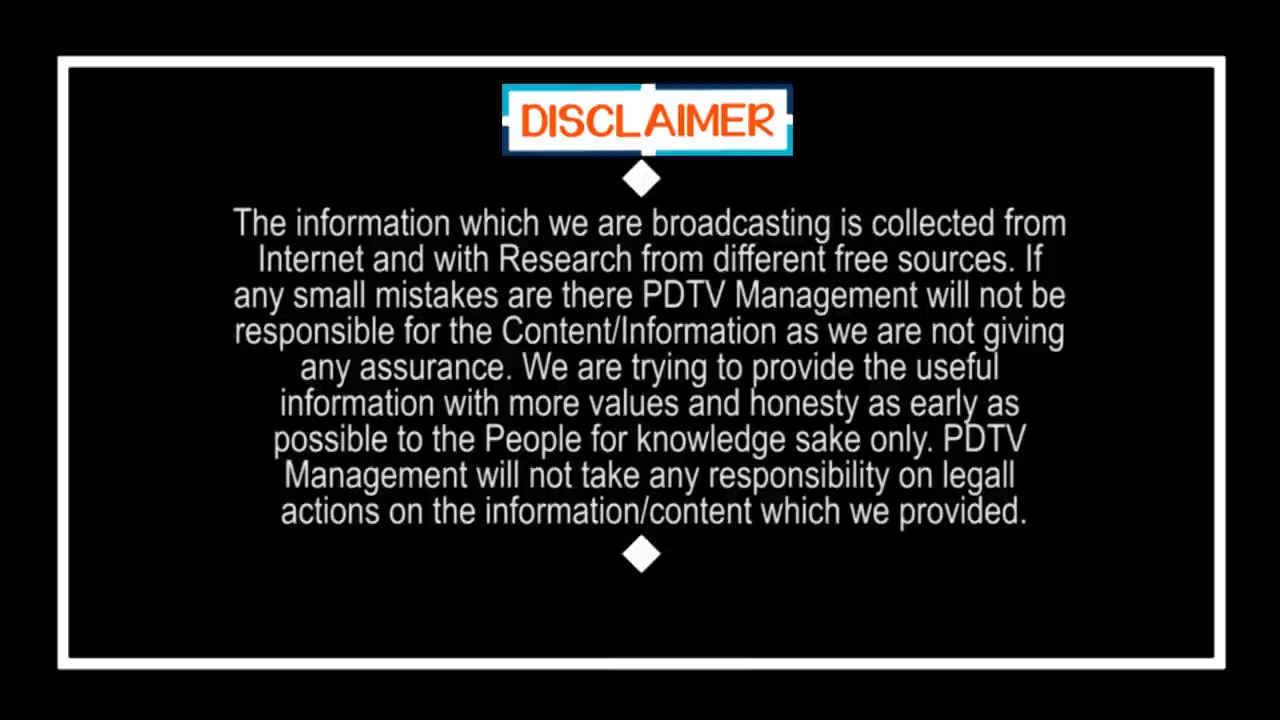 DISCLAIMER
The information which we are broadcasting is collected from
Internet and with Research from different free sources. If
any small mistakes are there PDTV Management will not be
responsible for the Content/Information as we are not giving
any assurance. We are trying to provide the useful
information with more values and honesty as early as
possible to the People for knowledge sake only. PDTV
Management will not take any responsibility on legall
actions on the information/content which we provided.